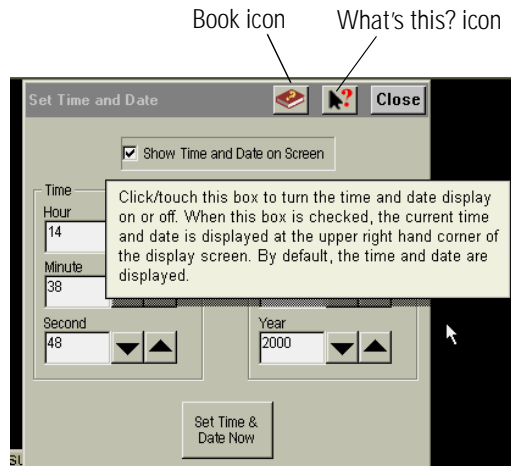 Book icon What's this? icon
Set Time and Date ? ? Close
Show Time and Date on Screen
Time
Hour
14
Click/touch this box to turn the time and date display
on or off. When this box is checked, the current time
and date is displayed at the upper right hand corner of
the display screen. By default, the time and date are
displayed.
Minute
38
Second
48
Year
2000
Set Time &
Date Now